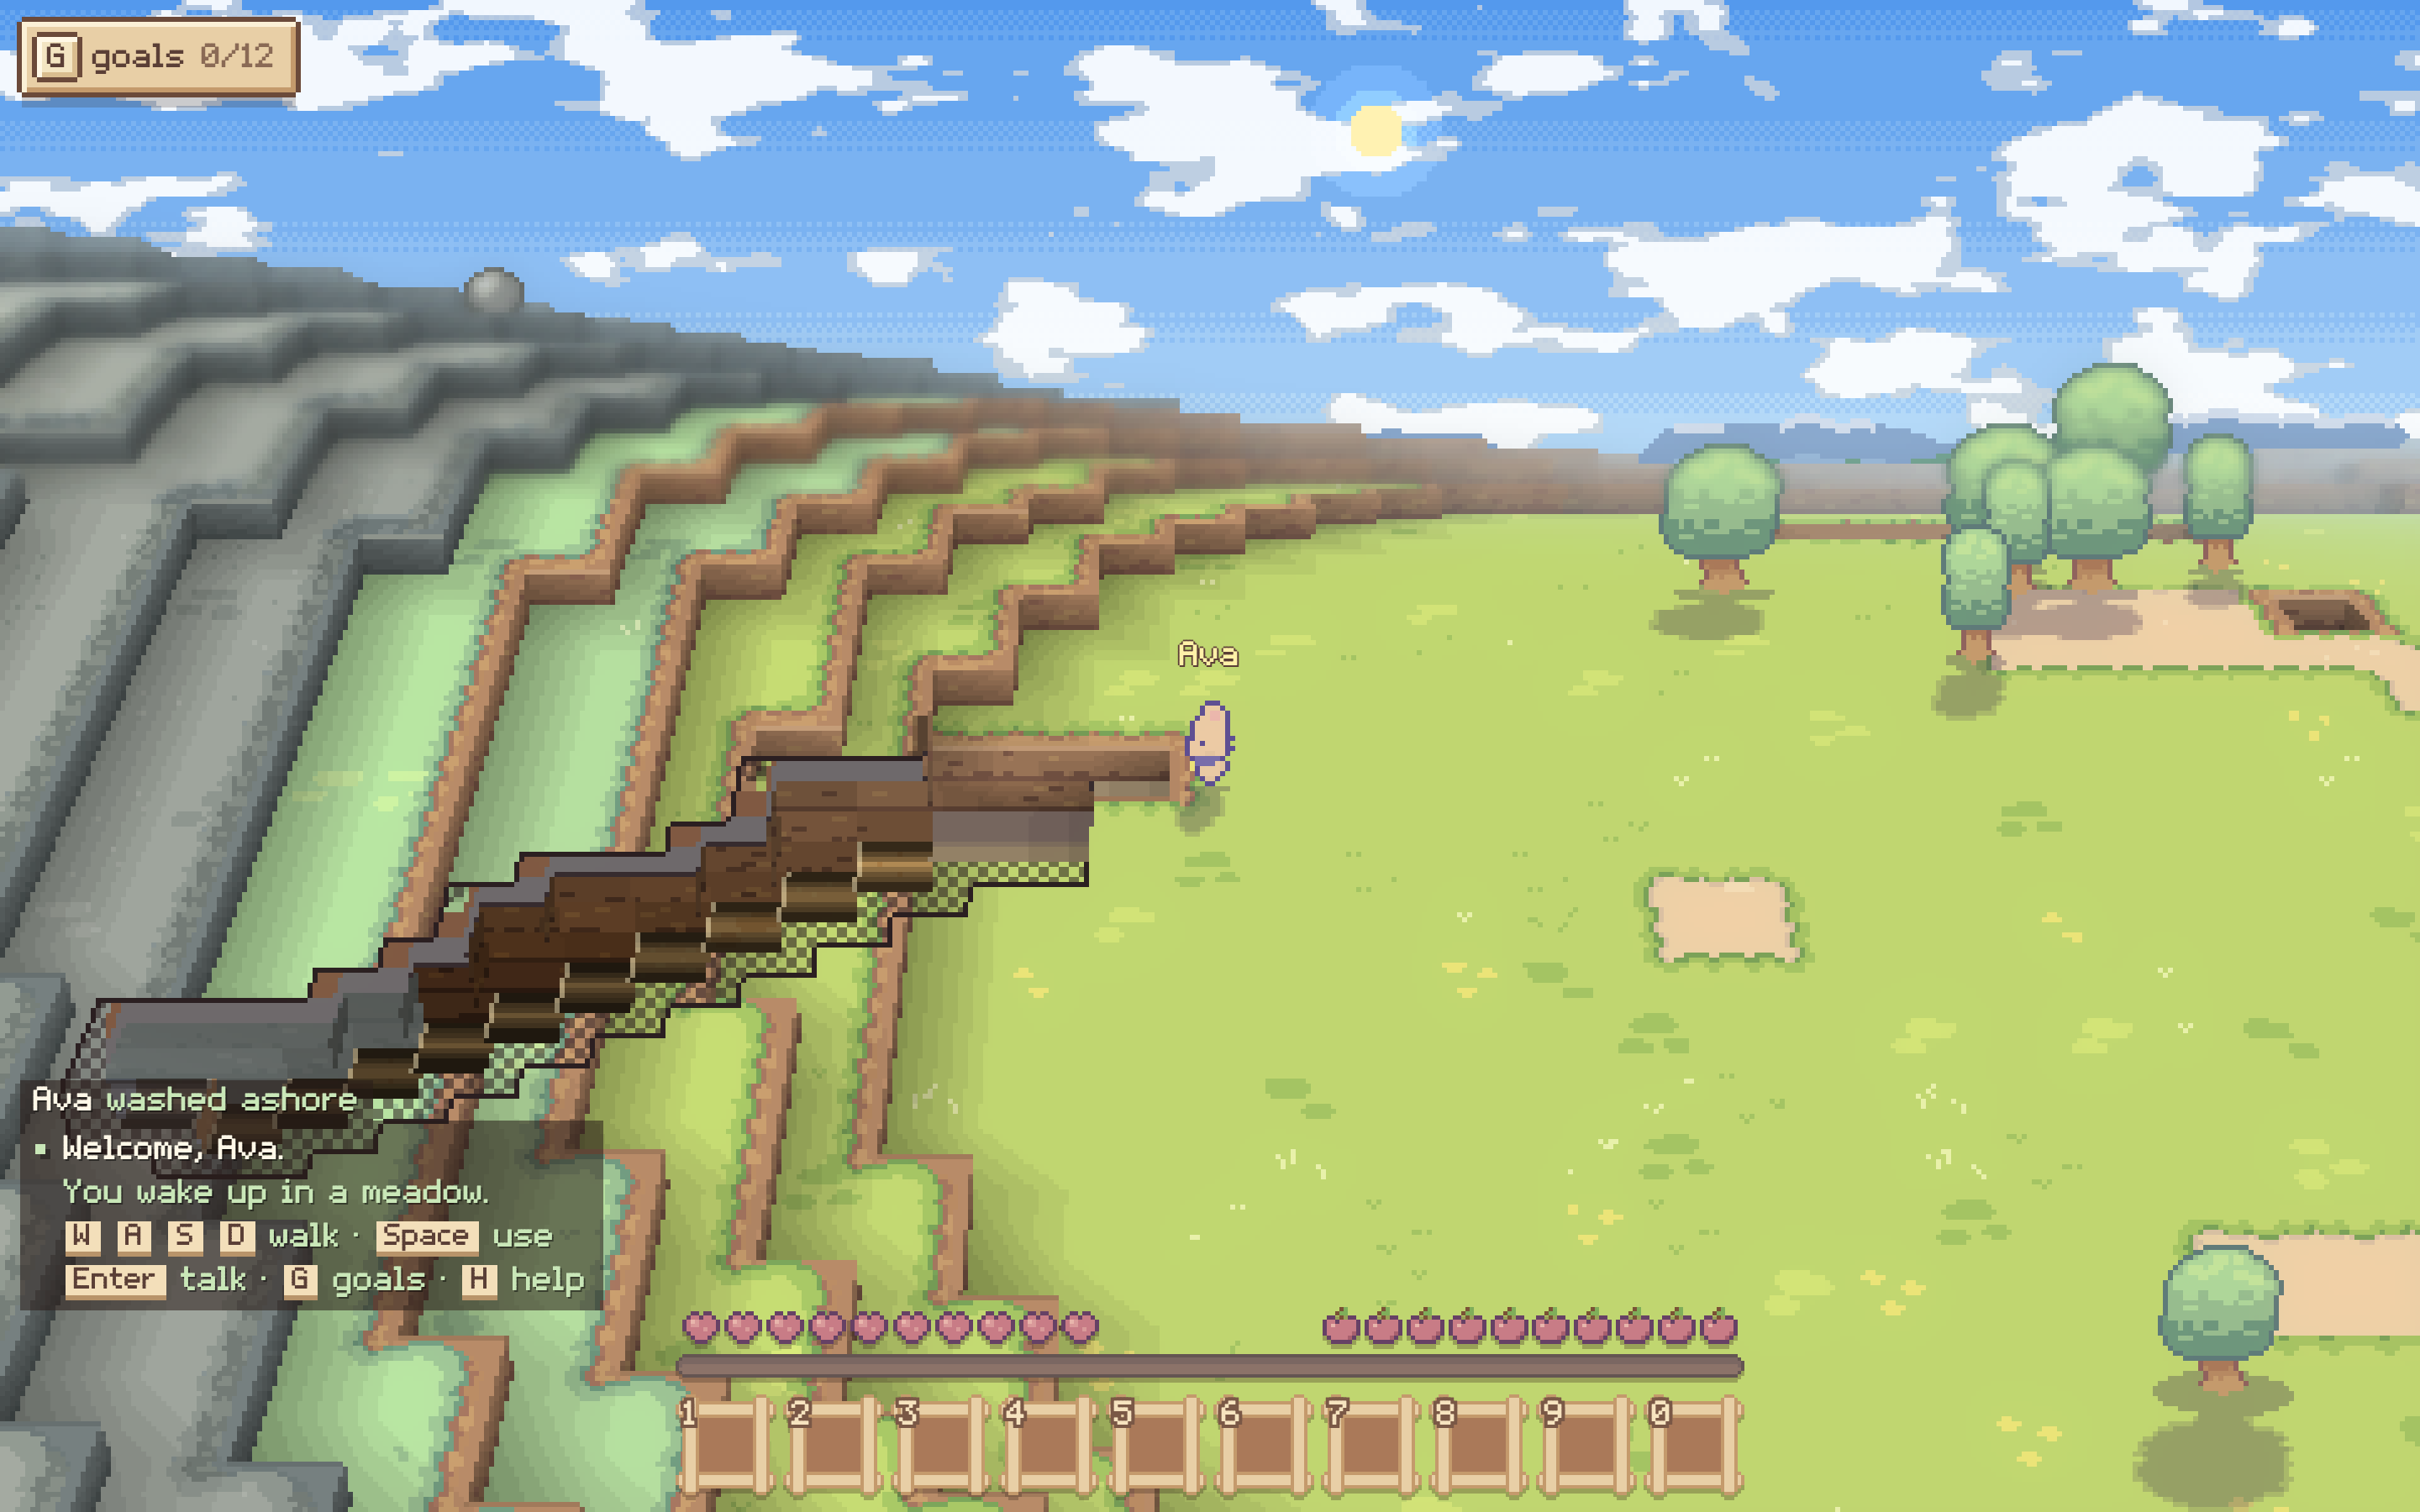 G goals 0/12
Ava
Ava washed ashore
Welcome, Ava.
You wake up in a meadow.
W A S D walk · Space use
Enter talk · G goals · H help
1 2 3 4 5 6 7 8 9 0